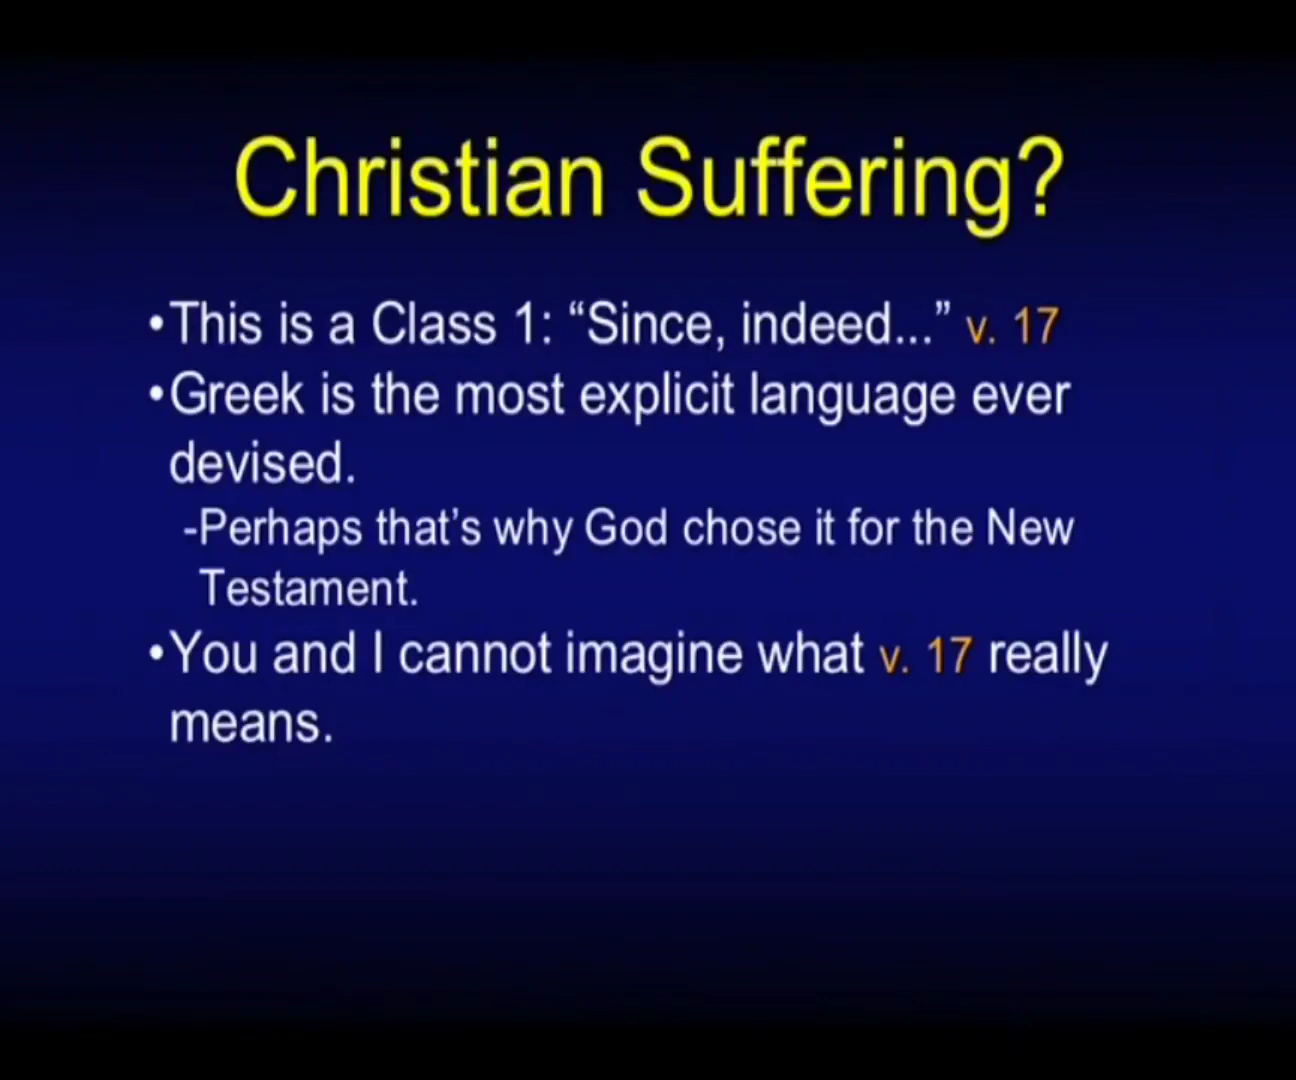 Christian Suffering?
•This is a Class 1: “Since, indeed...” v. 17
•Greek is the most explicit language ever
devised.
-Perhaps that’s why God chose it for the New
Testament.
•You and I cannot imagine what v. 17 really
means.